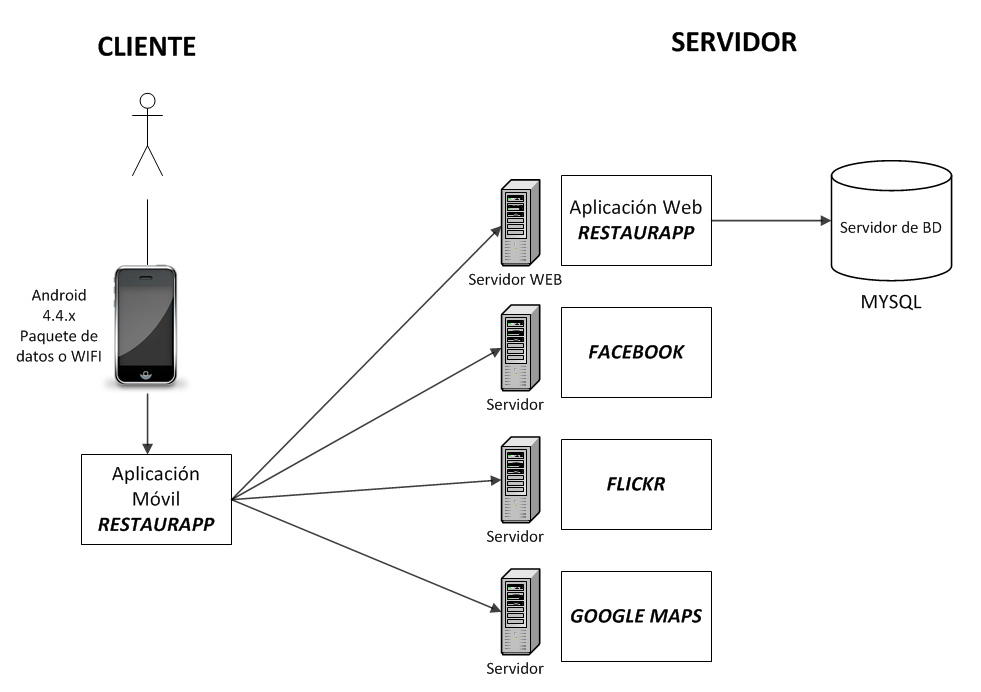 CLIENTE
SERVIDOR
Android
4.4.x
Paquete de
datos o WIFI
Aplicación
Móvil
RESTAURAPP
Servidor WEB
Aplicación Web
RESTAURAPP
Servidor de BD
MYSQL
Servidor
FACEBOOK
Servidor
FLICKR
Servidor
GOOGLE MAPS